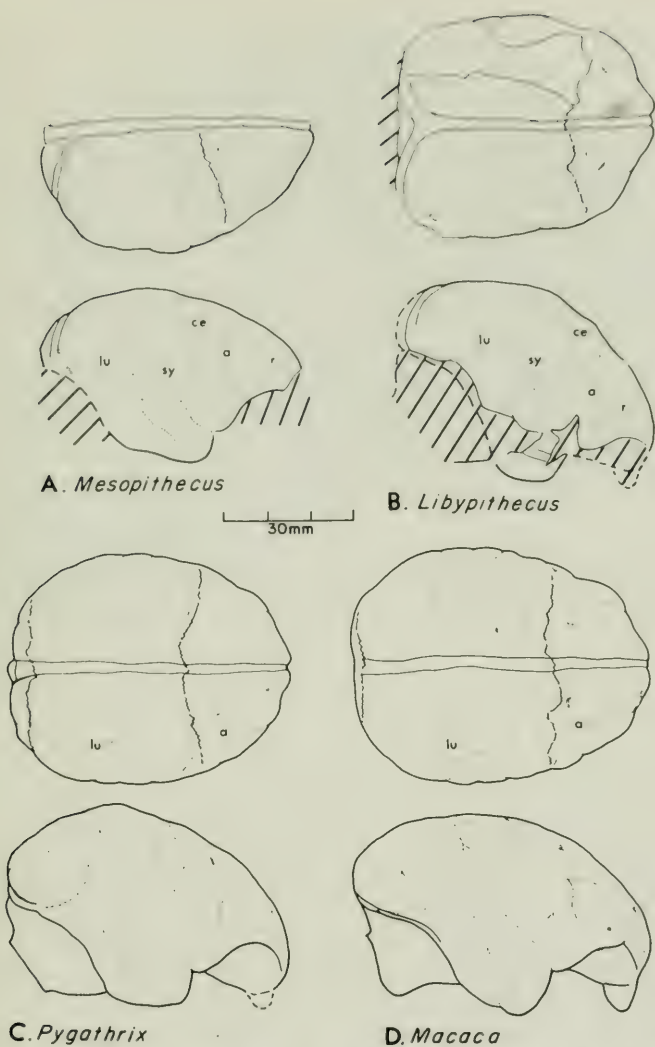 ce
lu
sy
a
r
A. Mesopithecus
ce
lu
sy
a
r
B. Libypithecus
30mm
lu
a
lu
a
C. Pygathrix
D. Macaca